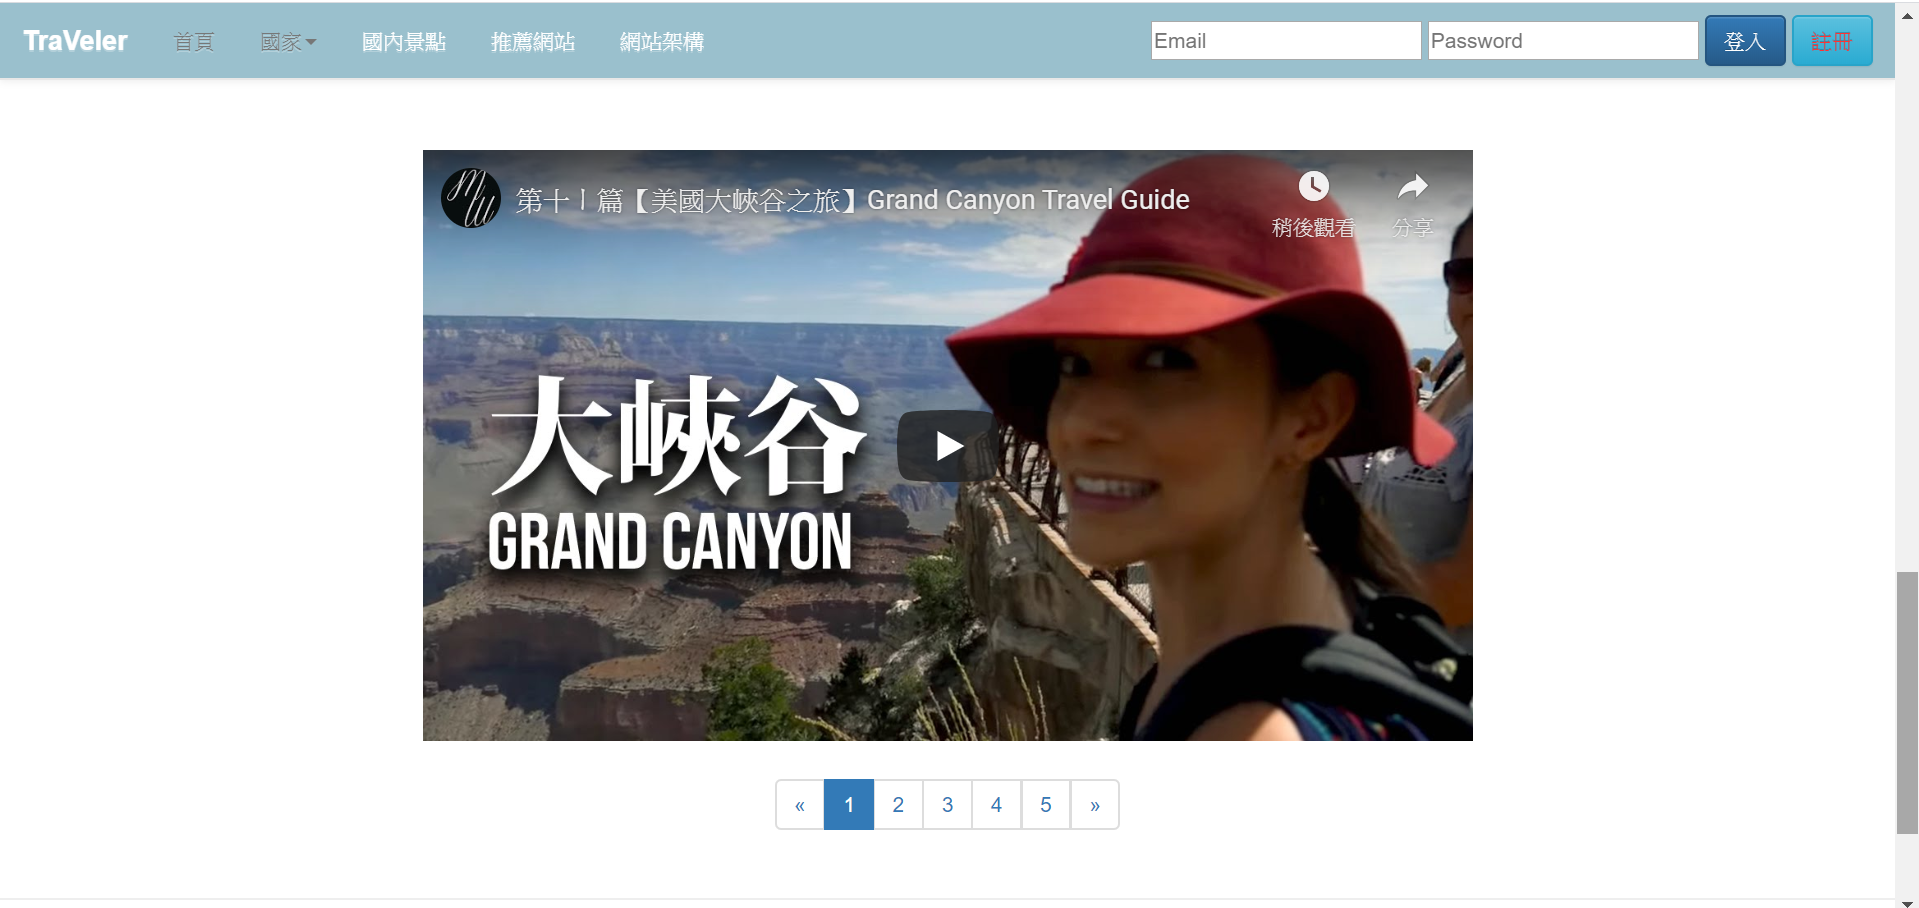 TraVeler 首頁 國家 國內景點 推薦網站 網站架構 Email Password 登入 註冊
MW 第十丨篇【美國大峽谷之旅】Grand Canyon Travel Guide
稍後觀看 分享
大峽谷
GRAND CANYON
« 1 2 3 4 5 »